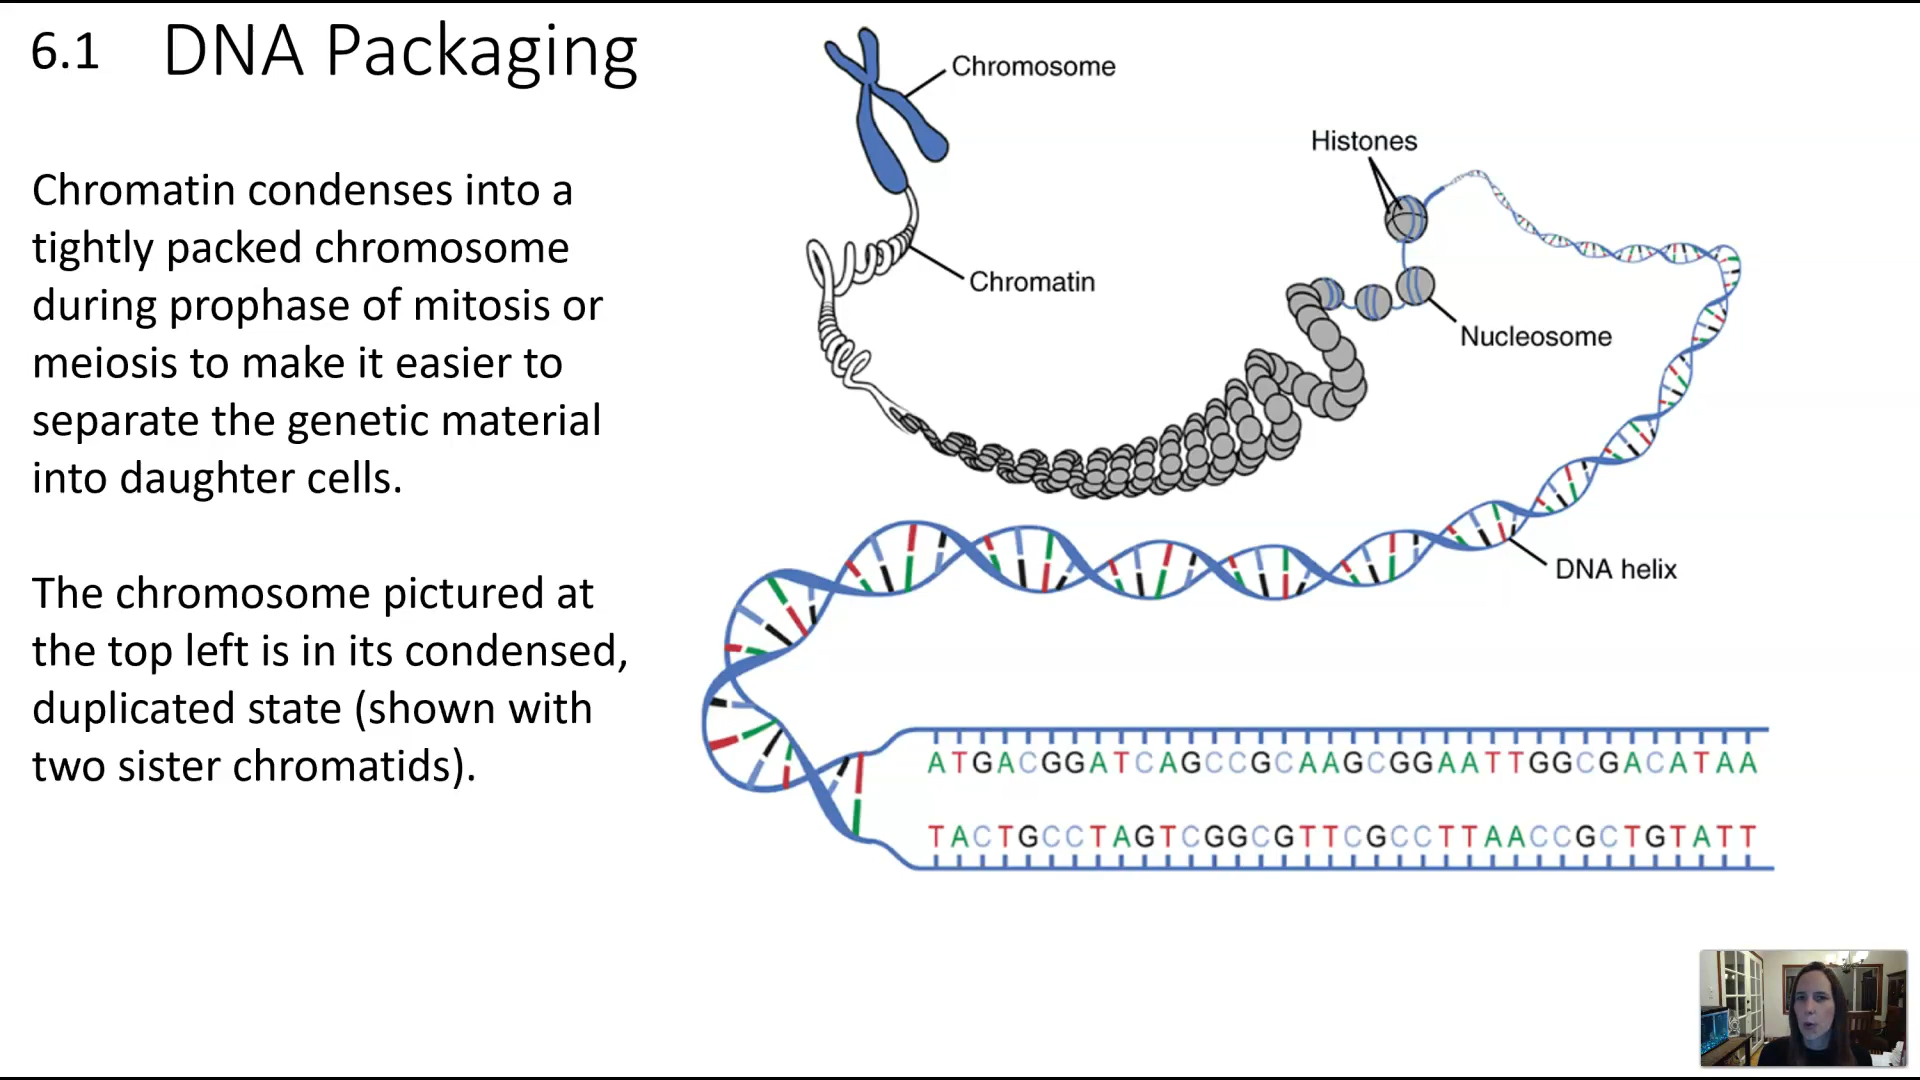 6.1 DNA Packaging
Chromatin condenses into a
tightly packed chromosome
during prophase of mitosis or
meiosis to make it easier to
separate the genetic material
into daughter cells.
The chromosome pictured at
the top left is in its condensed,
duplicated state (shown with
two sister chromatids).
Chromosome
Histones
Chromatin
Nucleosome
DNA helix
ATGACGGATCAGCCGCAAGCGGAATTGGCGACATAA
TACTGCCTAGTCGGCGTTCGCCTTAACCGCTGTATT